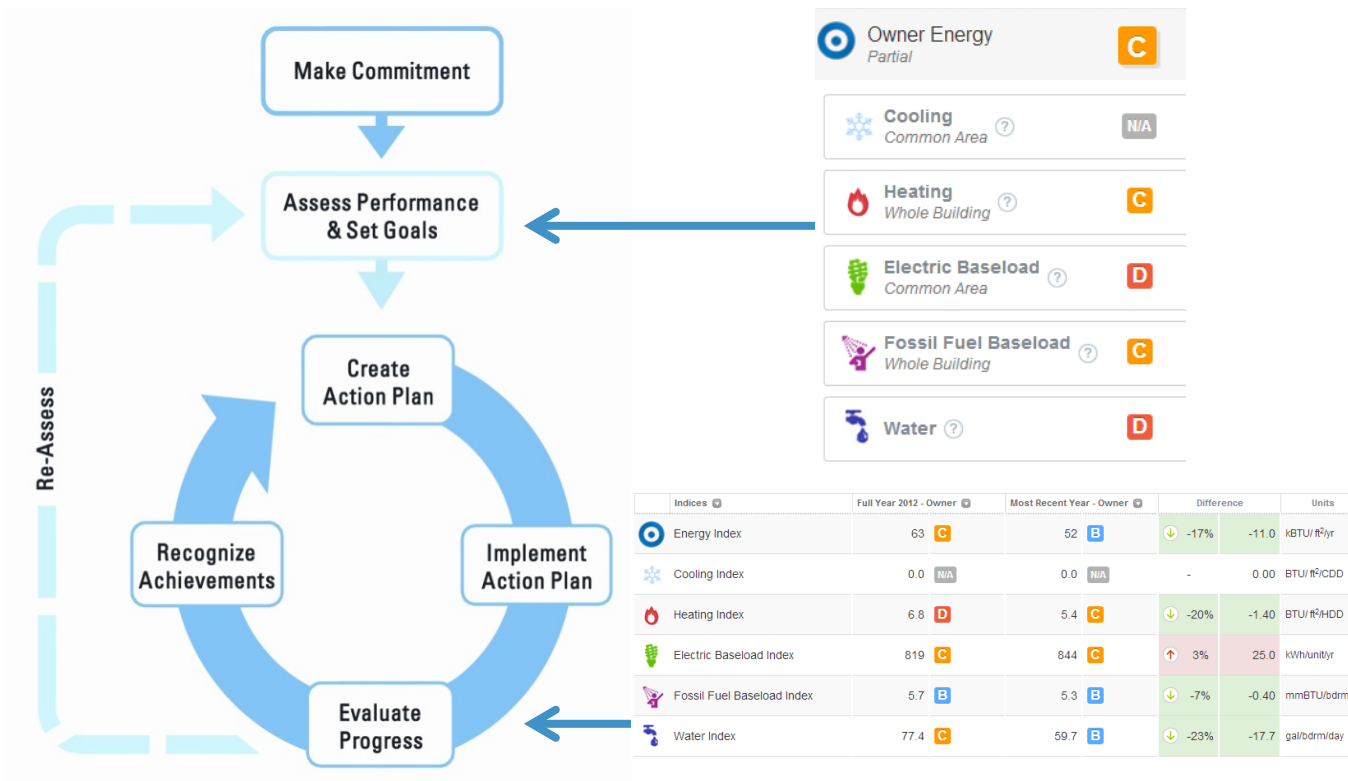 Make Commitment
Assess Performance
& Set Goals
Create
Action Plan
Implement
Action Plan
Evaluate
Progress
Recognize
Achievements
Re-Assess
Owner Energy
Partial
C
Cooling
Common Area
?
N/A
Heating
Whole Building
?
C
Electric Baseload
Common Area
?
D
Fossil Fuel Baseload
Whole Building
?
C
Water ?
D
Indices Full Year 2012 - Owner Most Recent Year - Owner Difference Units
Energy Index 63 C 52 B -17% -11.0 kBTU/ft²/yr
Cooling Index 0.0 N/A 0.0 N/A - 0.00 BTU/ft²/CDD
Heating Index 6.8 D 5.4 C -20% -1.40 BTU/ft²/HDD
Electric Baseload Index 819 C 844 C 3% 25.0 kWh/unit/yr
Fossil Fuel Baseload Index 5.7 B 5.3 B -7% -0.40 mmBTU/bdrm
Water Index 77.4 C 59.7 B -23% -17.7 gal/bdrm/day